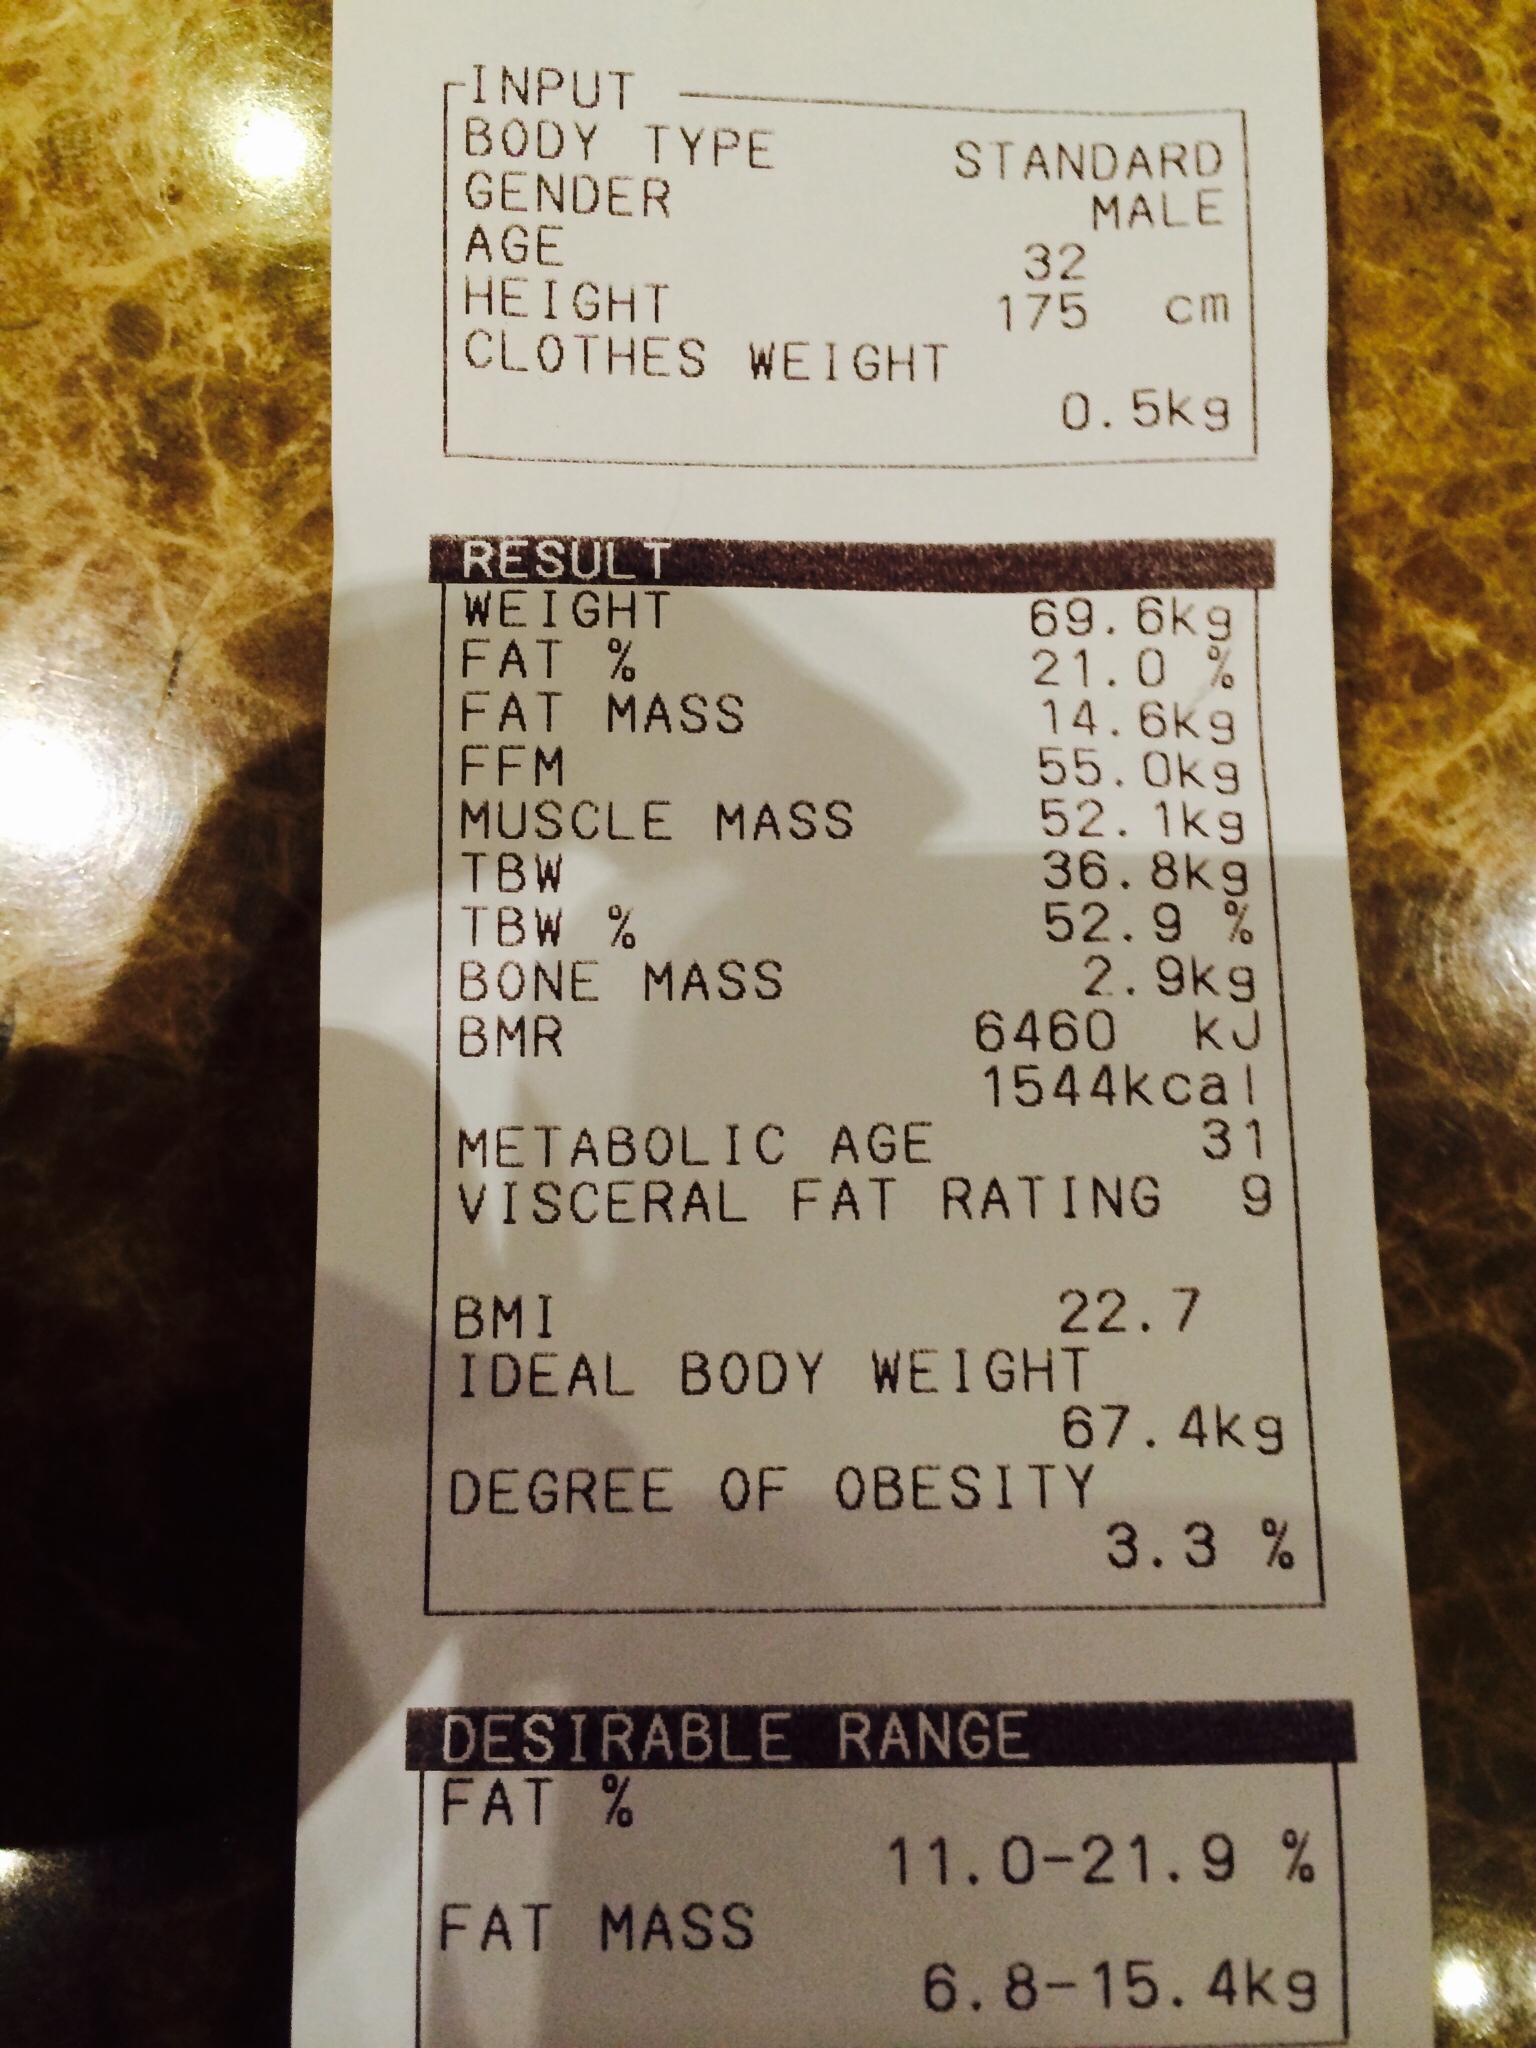 INPUT
BODY TYPE STANDARD
GENDER MALE
AGE 32
HEIGHT 175 cm
CLOTHES WEIGHT
0.5kg
RESULT
WEIGHT 69.6kg
FAT % 21.0 %
FAT MASS 14.6kg
FFM 55.0kg
MUSCLE MASS 52.1kg
TBW 36.8kg
TBW % 52.9 %
BONE MASS 2.9kg
BMR 6460 kJ
1544kcal
METABOLIC AGE 31
VISCERAL FAT RATING 9
BMI 22.7
IDEAL BODY WEIGHT
67.4kg
DEGREE OF OBESITY
3.3 %
DESIRABLE RANGE
FAT %
11.0-21.9 %
FAT MASS
6.8-15.4kg